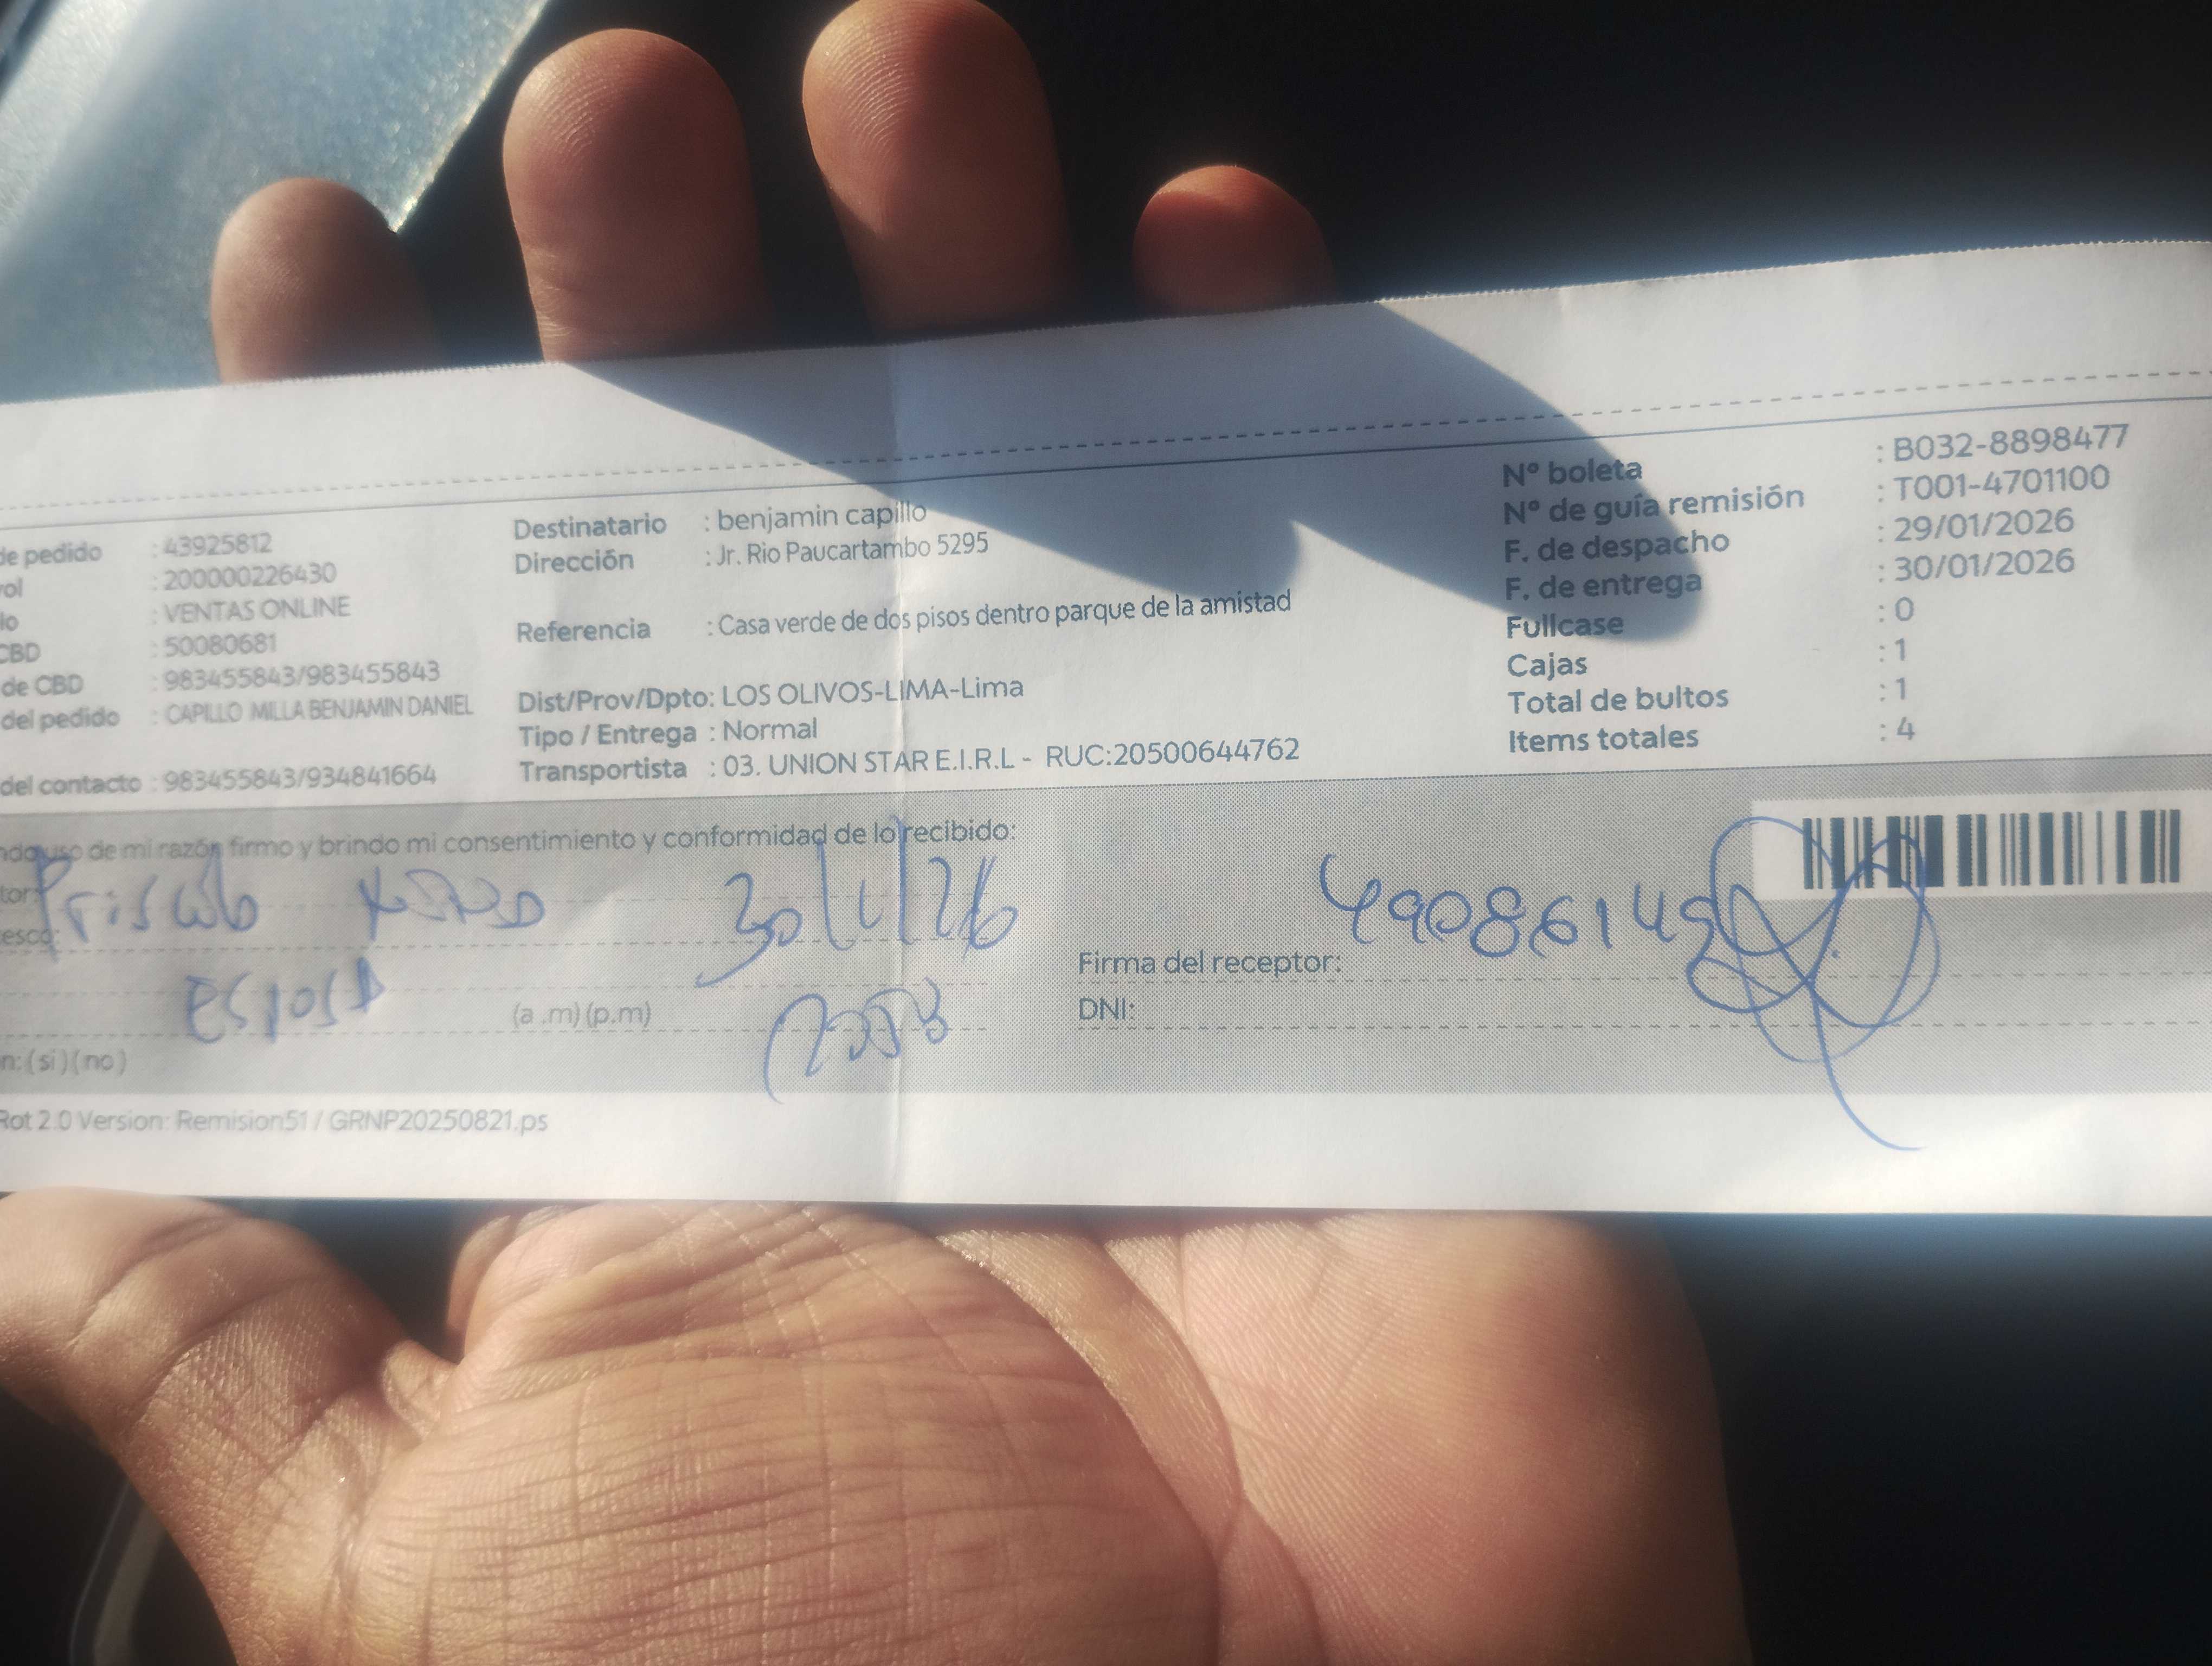 de pedido : 43925812
rol : 200000226430
lo : VENTAS ONLINE
CBD : 50080681
de CBD : 983455843/983455843
del pedido : CAPILLO MILLA BENJAMIN DANIEL
del contacto : 983455843/934841664
Destinatario : benjamin capillo
Dirección : Jr. Rio Paucartambo 5295
Referencia : Casa verde de dos pisos dentro parque de la amistad
Dist/Prov/Dpto: LOS OLIVOS-LIMA-Lima
Tipo / Entrega : Normal
Transportista : 03. UNION STAR E.I.R.L - RUC:20500644762
Nº boleta : B032-8898477
Nº de guía remisión : T001-4701100
F. de despacho : 29/01/2026
F. de entrega : 30/01/2026
Fullcase : 0
Cajas : 1
Total de bultos : 1
Items totales : 4
uso de mi razón firmo y brindo mi consentimiento y conformidad de lo recibido:
tor:
30/1/26
esco:
Esposa
(a .m) (p.m)
Firma del receptor:
DNI:
n: (si) (no)
Rot 2.0 Version: Remision51 / GRNP20250821.ps